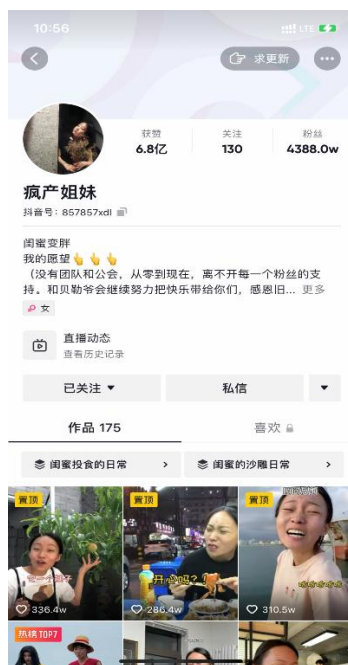 10:56
LTE
求更新
获赞 关注 粉丝
6.8亿 130 4388.0w
疯产姐妹
抖音号：857857xdl
闺蜜变胖
我的愿望👆👆👆
（没有团队和公会，从零到现在，离不开每一个粉丝的支
持。和贝勒爷会继续努力把快乐带给你们，感恩旧... 更多
女
直播动态
查看历史记录
已关注 私信
作品 175 喜欢
闺蜜投食的日常 闺蜜的沙雕日常
置顶 置顶 置顶
开心吗？！
336.4w 286.4w 310.5w
热榜 TOP7